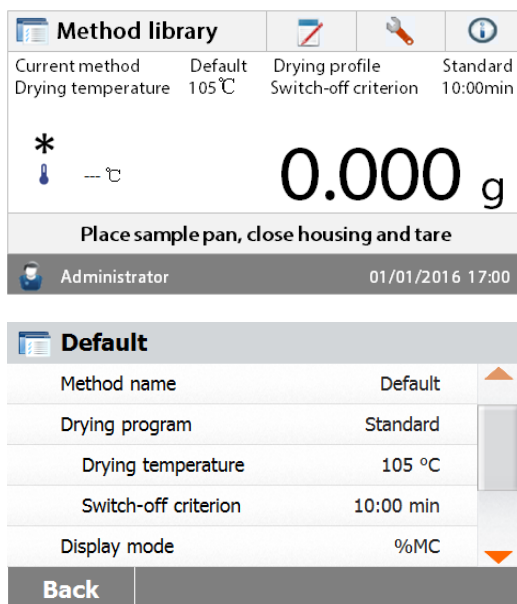 Method library
Current method Default Drying profile Standard
Drying temperature 105℃ Switch-off criterion 10:00min
*
--- ℃
0.000 g
Place sample pan, close housing and tare
Administrator 01/01/2016 17:00
Default
Method name Default
Drying program Standard
Drying temperature 105 ºC
Switch-off criterion 10:00 min
Display mode %MC
Back